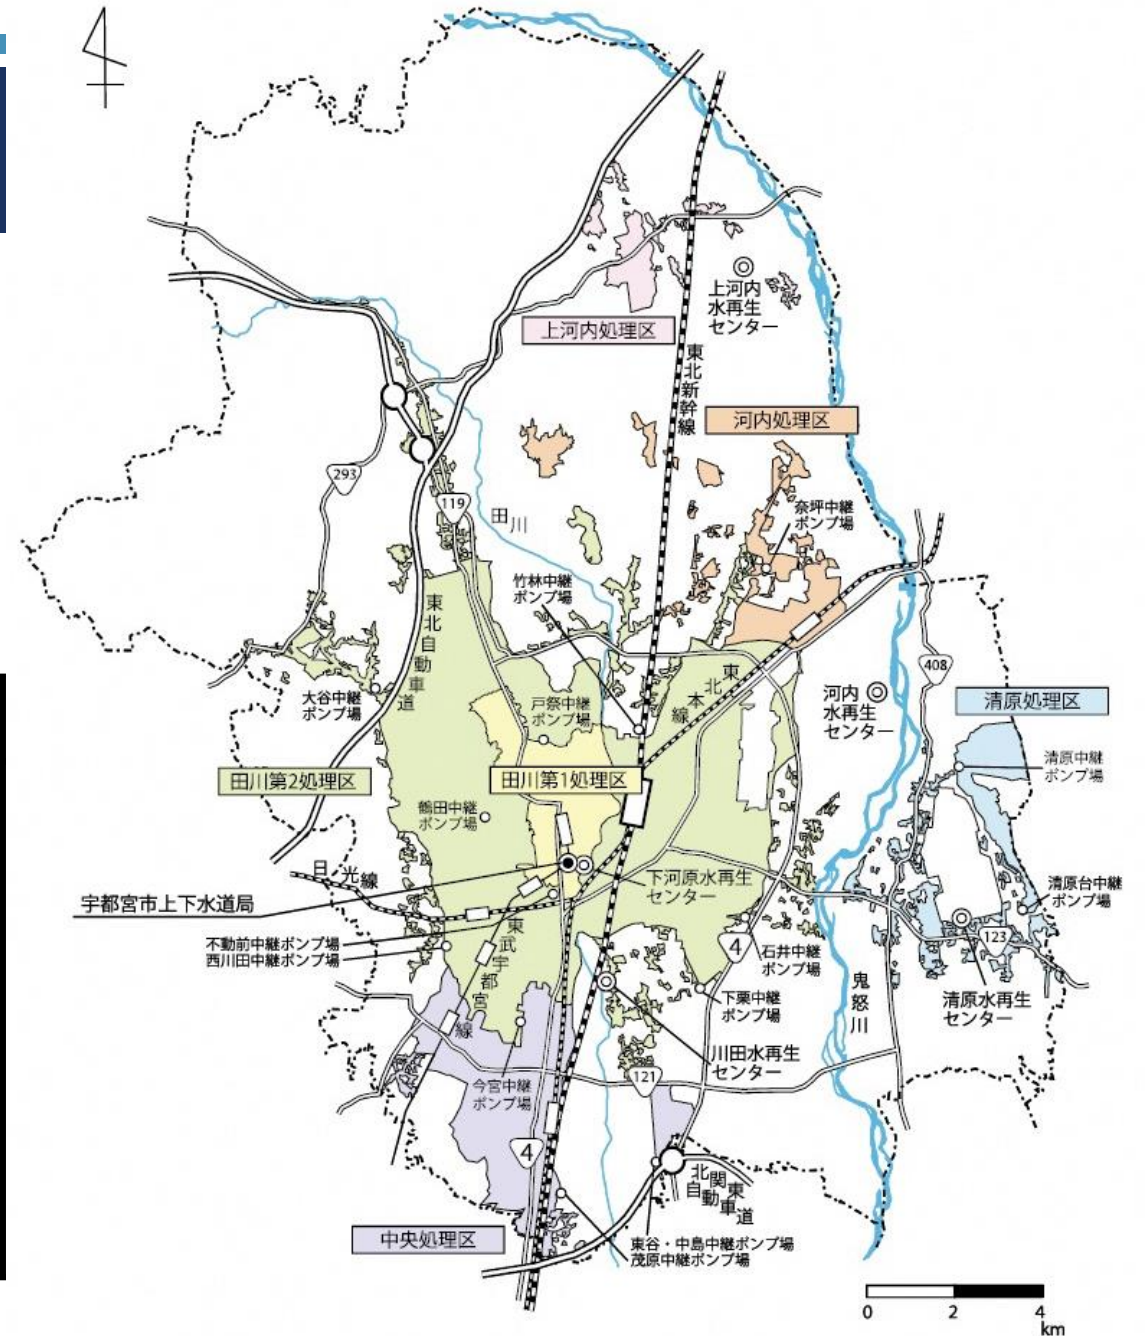 上河内
水再生
センター
上河内処理区
東北新幹線
河内処理区
293
119
田川
奈坪中継
ポンプ場
竹林中継
ポンプ場
東北自動車道
東北本線
408
大谷中継
ポンプ場
戸祭中継
ポンプ場
河内
水再生
センター
清原処理区
清原中継
ポンプ場
田川第2処理区
田川第1処理区
鶴田中継
ポンプ場
日光線
下河原水再生
センター
清原台中継
ポンプ場
宇都宮市上下水道局
123
不動前中継ポンプ場
西川田中継ポンプ場
東武宇都宮線
4
石井中継
ポンプ場
鬼怒川
清原水再生
センター
下栗中継
ポンプ場
川田水再生
センター
121
今宮中継
ポンプ場
4
北関東
自動車道
中央処理区
東谷・中島中継ポンプ場
茂原中継ポンプ場
0 2 4
km